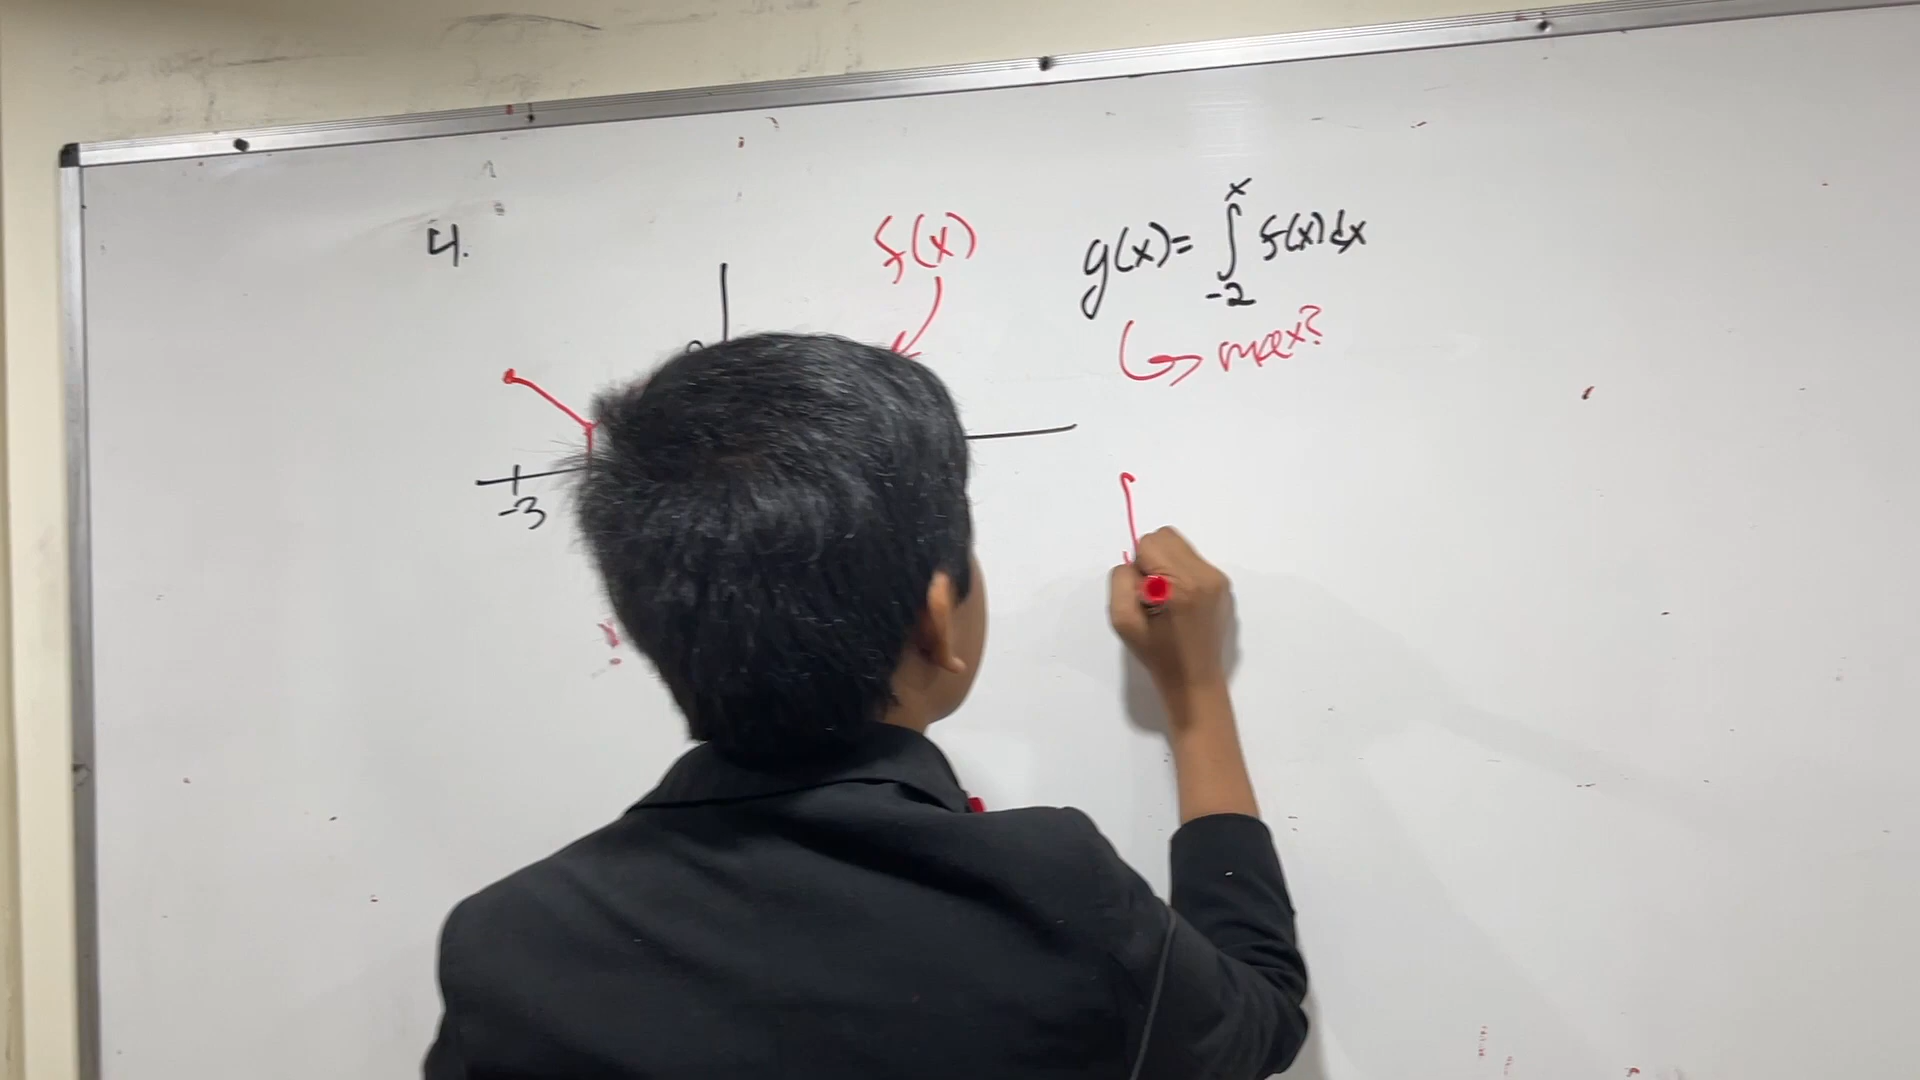 4.
f(x)
g(x)= ∫_{-2}^{x} f(x)dx
max?
-3
∫